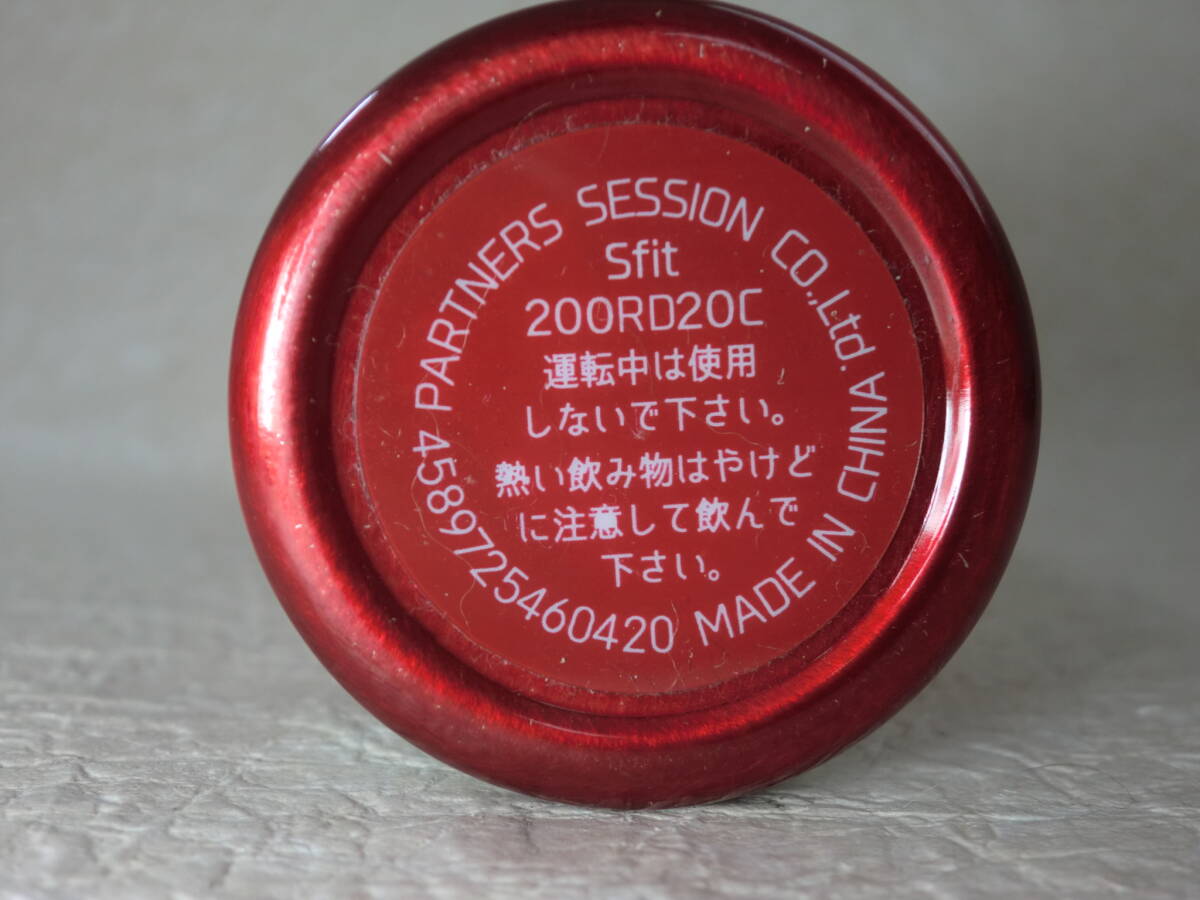 PARTNERS SESSION CO.,Ltd.
Sfit
200RD20C
運転中は使用
しないで下さい。
熱い飲み物はやけど
に注意して飲んで
下さい。
MADE IN CHINA
4589725460420